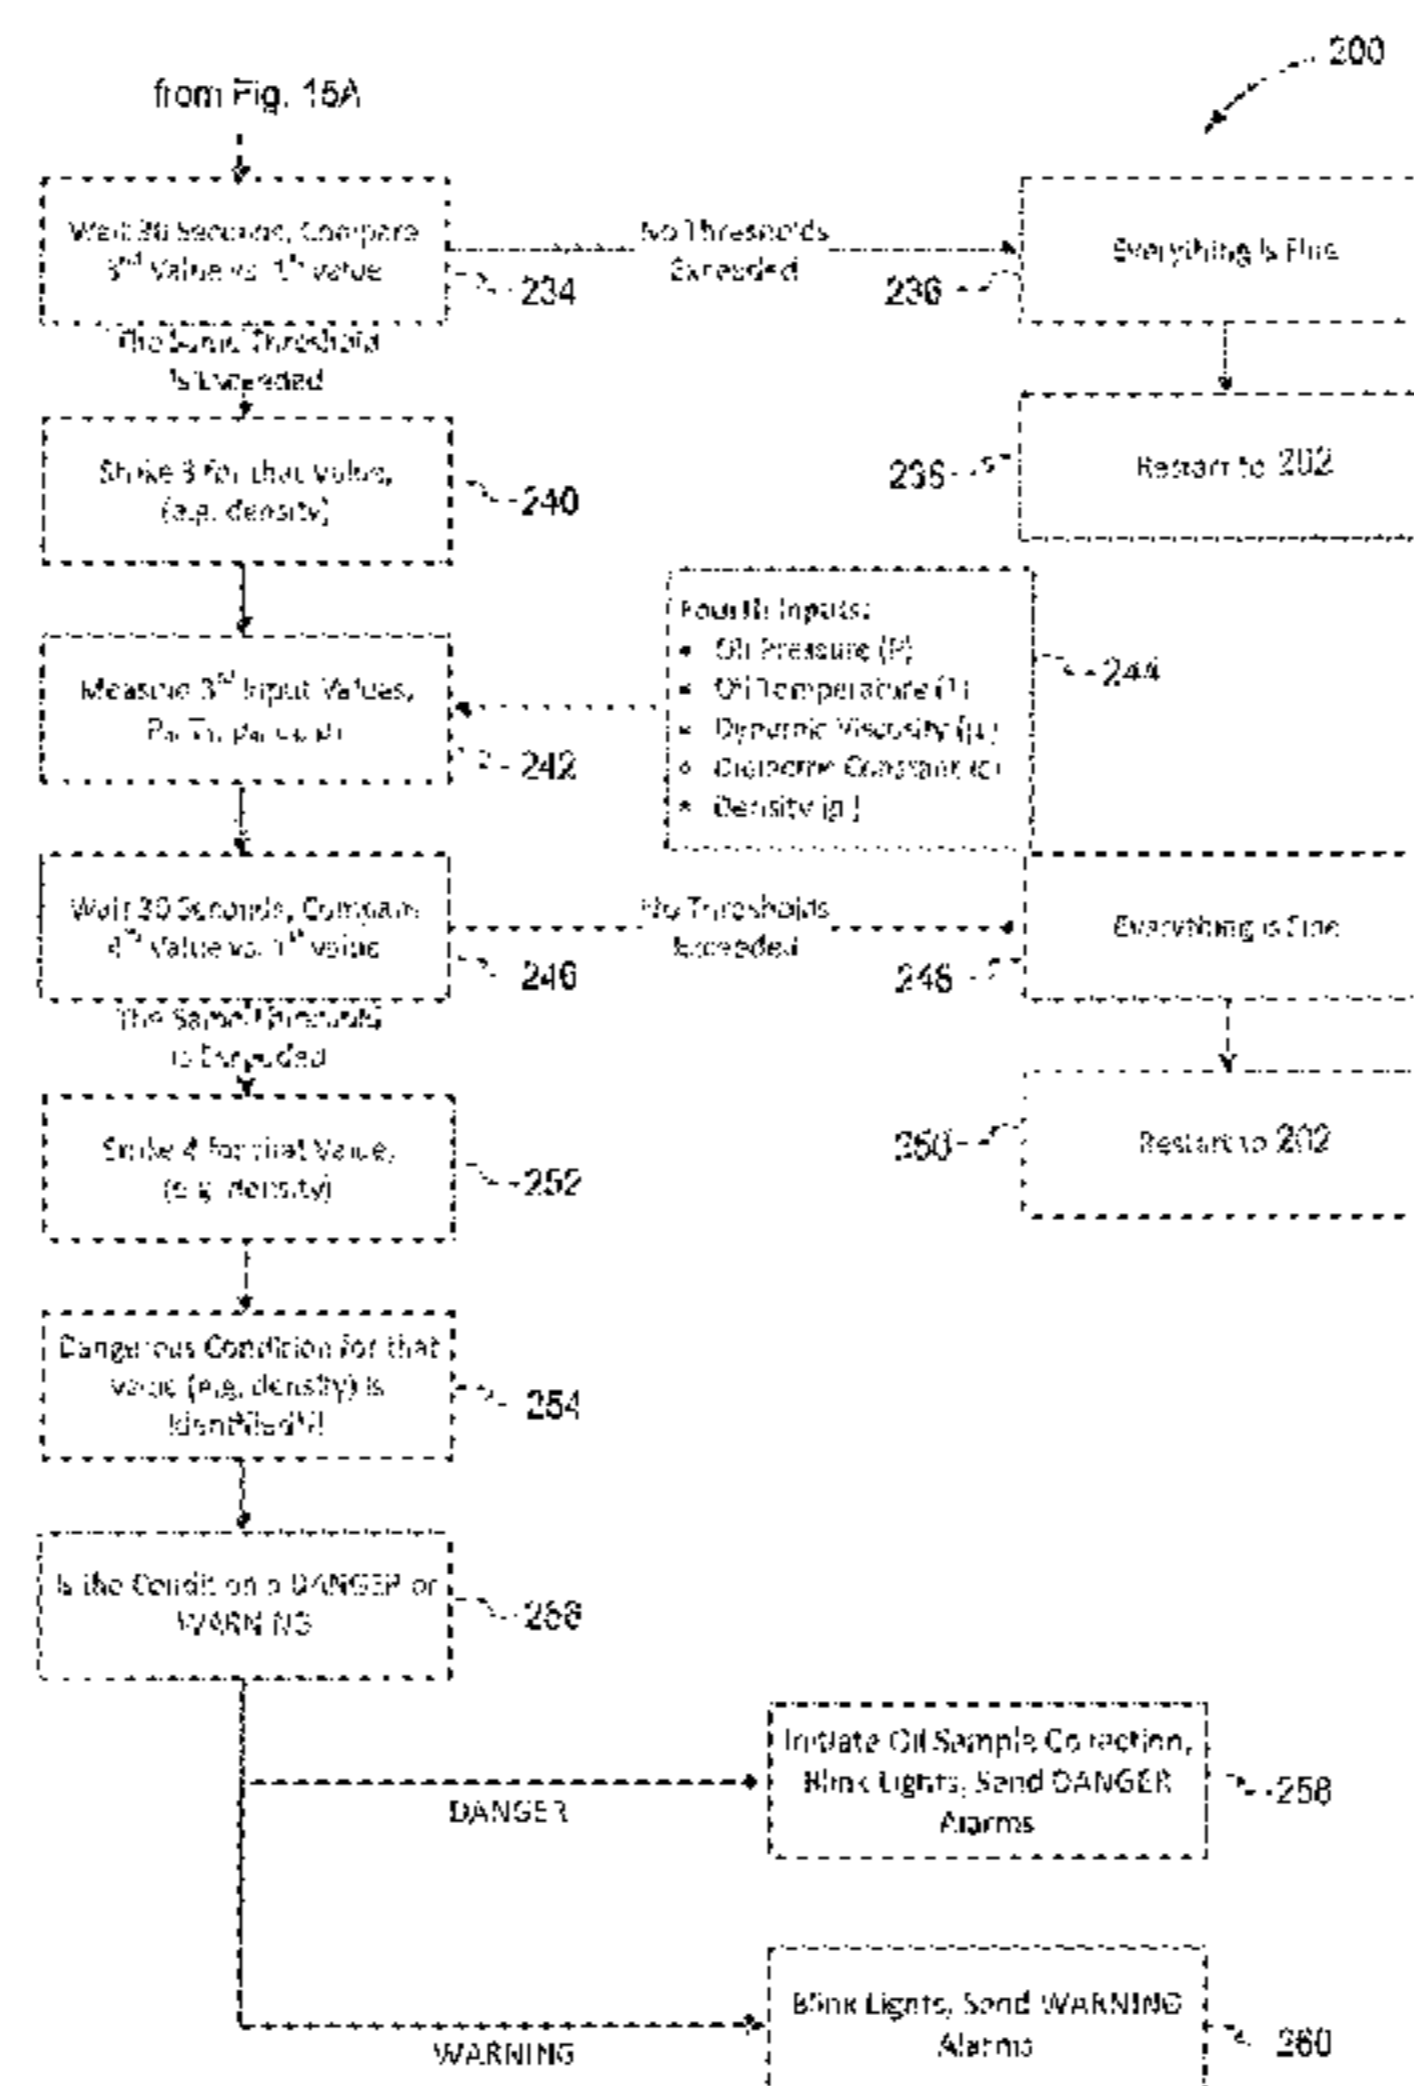 200
from Fig. 15A
Wait 30 Seconds, Compare
3rd Value vs. 1st value
234
No Thresholds
Exceeded
236
Everything is Fine
The Same Threshold
is Exceeded
Strike 3 for that Value,
(e.g. density)
240
Restart to 202
Measure 3rd Input Values,
242
Fourth Inputs:
• Oil Pressure (P)
• Oil Temperature (T)
• Dynamic Viscosity (μ)
• Dielectric Constant (ε)
• Density (ρ)
244
Wait 30 Seconds, Compare
4th Value vs. 1st value
246
No Thresholds
Exceeded
248
Everything is Fine
The Same Threshold
is Exceeded
Strike 4 for that Value,
(e.g. density)
252
250
Restart to 202
Dangerous Condition for that
value (e.g. density) is
Identified!!
254
Is the Condition a DANGER or
WARNING
DANGER
Initiate Oil Sample Collection,
Blink Lights, Send DANGER
Alarms
258
WARNING
Blink Lights, Send WARNING
Alarms
260